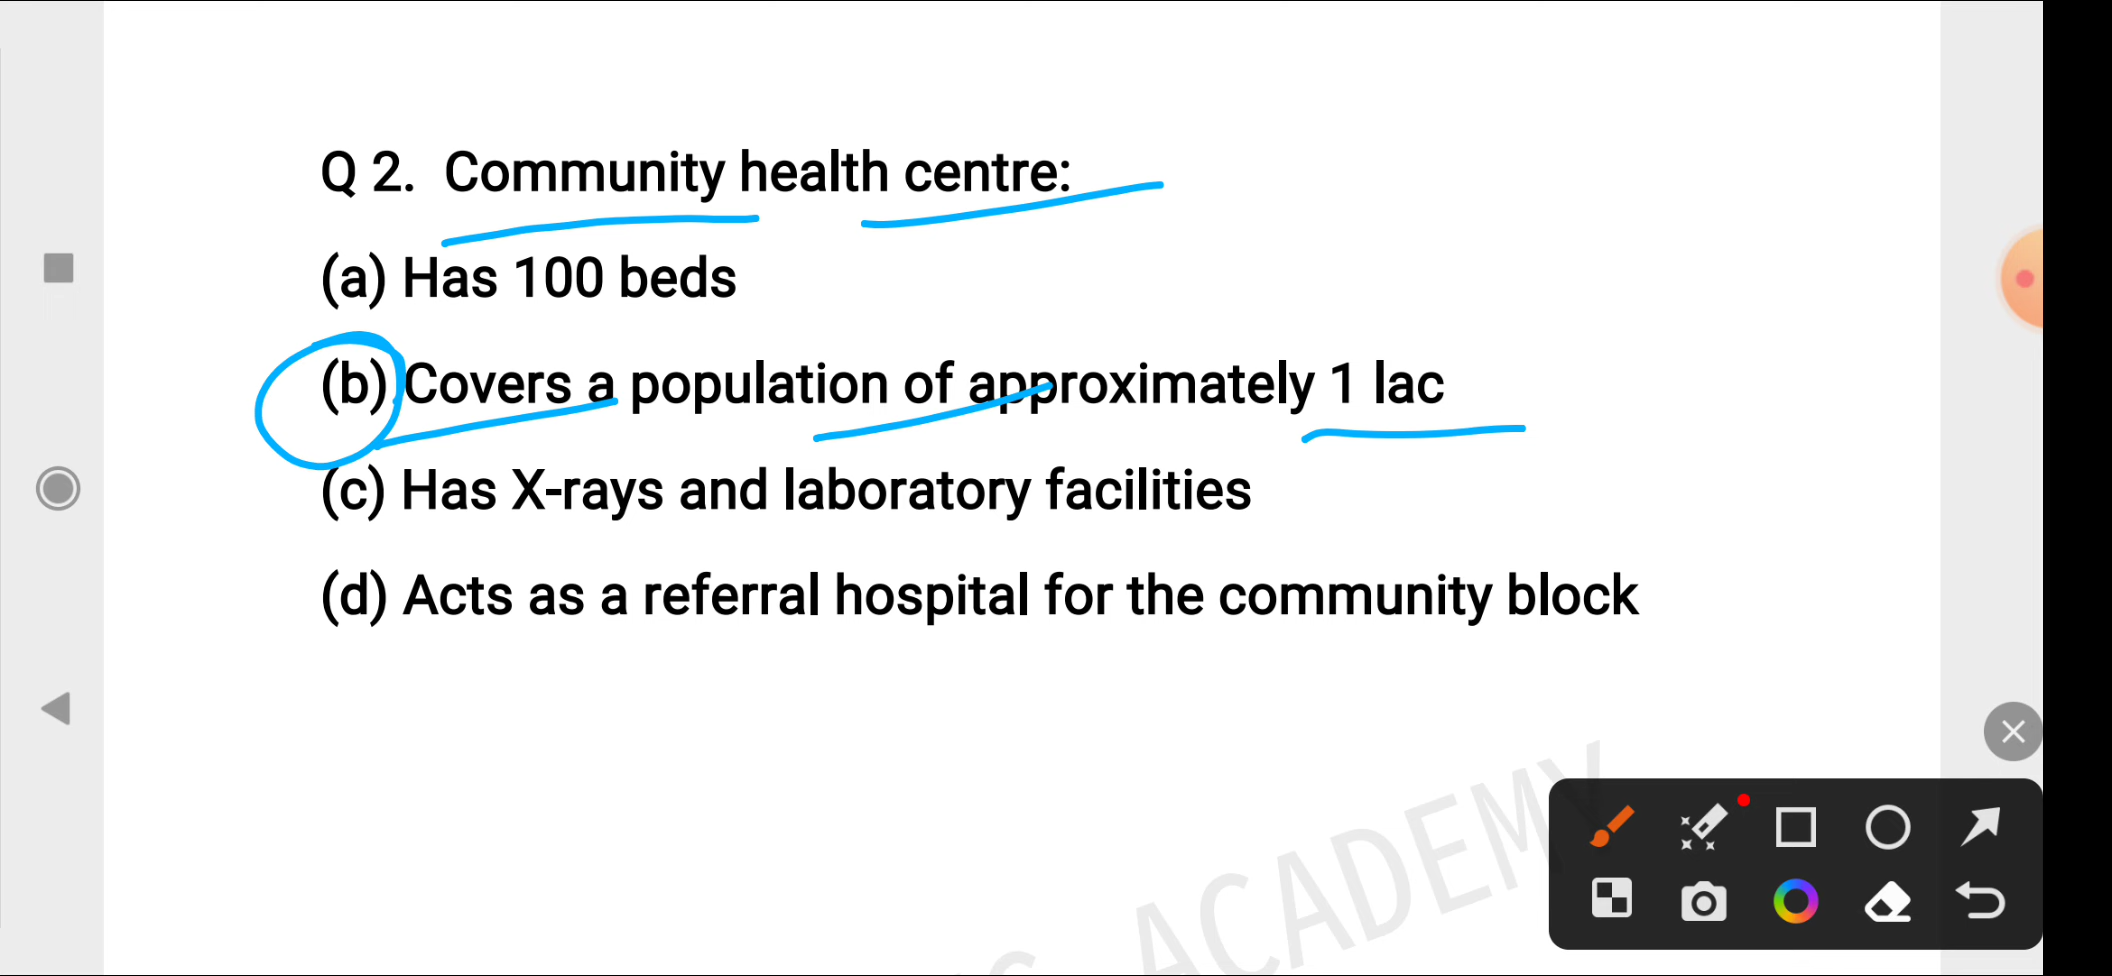 Q 2. Community health centre:
(a) Has 100 beds
(b) Covers a population of approximately 1 lac
(c) Has X-rays and laboratory facilities
(d) Acts as a referral hospital for the community block
ACADEMY